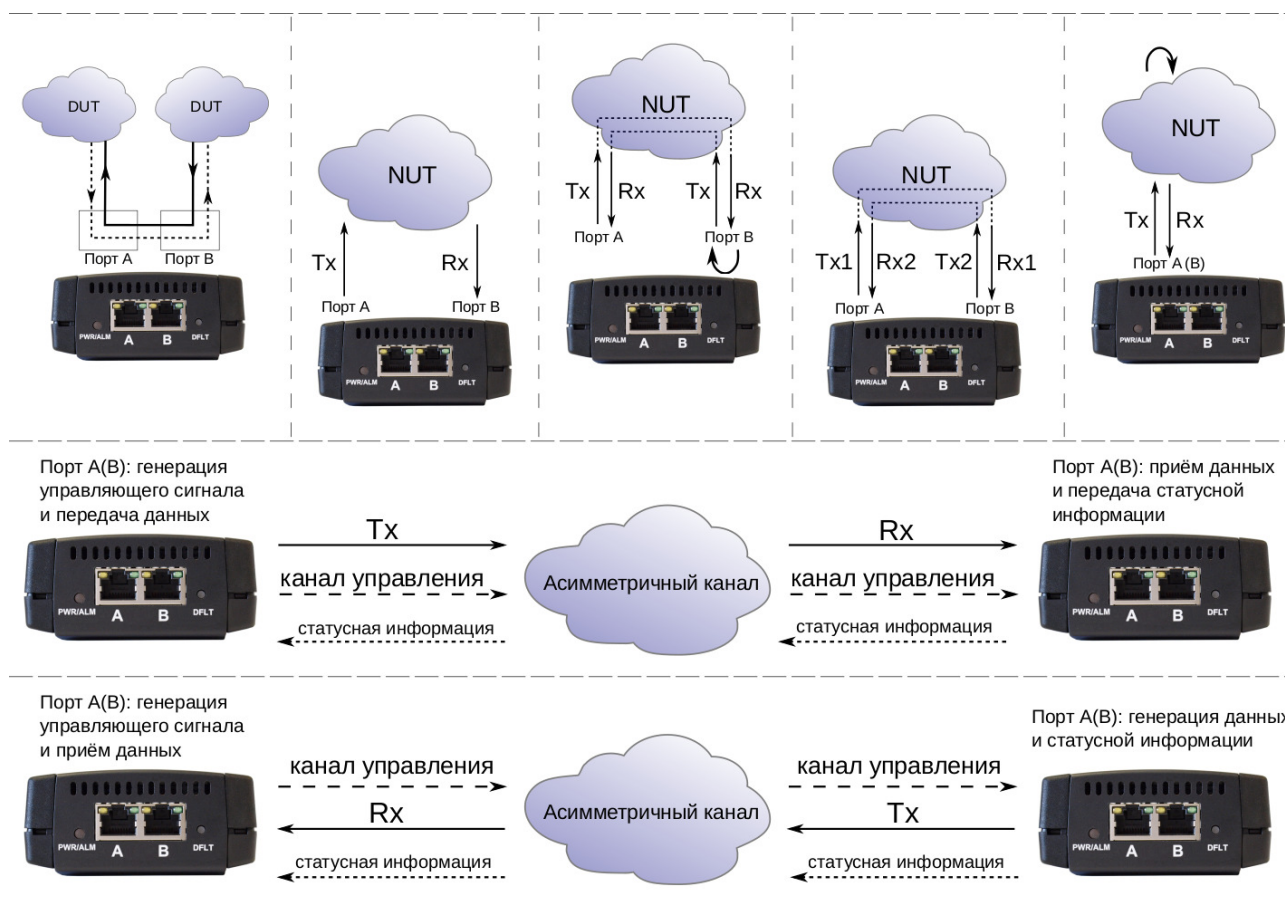 DUT
DUT
Порт A
Порт B
PWR/ALM A B DFLT
NUT
Tx
Rx
Порт A
Порт B
PWR/ALM A B DFLT
NUT
Tx Rx
Tx Rx
Порт A
Порт B
PWR/ALM A B DFLT
NUT
Tx1 Rx2
Tx2 Rx1
Порт A
Порт B
PWR/ALM A B DFLT
NUT
Tx Rx
Порт A (B)
PWR/ALM A B DFLT
Порт A(B): генерация
управляющего сигнала
и передача данных
PWR/ALM A B DFLT
Tx
канал управления
статусная информация
Асимметричный канал
Rx
канал управления
статусная информация
Порт A(B): приём данных
и передача статусной
информации
PWR/ALM A B DFLT
Порт A(B): генерация
управляющего сигнала
и приём данных
PWR/ALM A B DFLT
канал управления
Rx
статусная информация
Асимметричный канал
канал управления
Tx
статусная информация
Порт A(B): генерация данных
и статусной информации
PWR/ALM A B DFLT